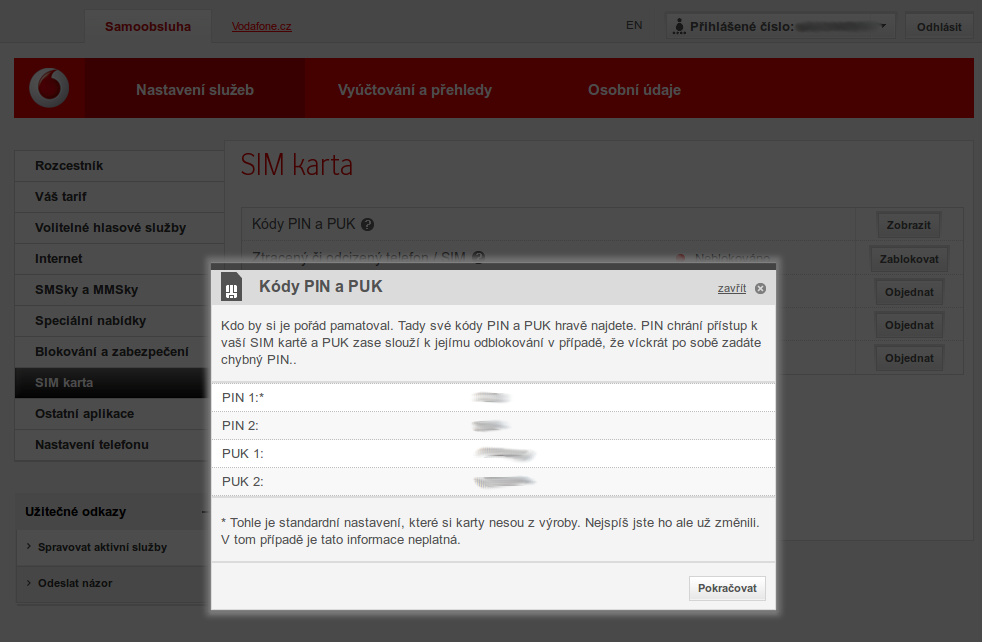 Samoobsluha
Vodafone.cz
EN
Přihlášené číslo:
Odhlásit
Nastavení služeb
Vyúčtování a přehledy
Osobní údaje
Rozcestník
Váš tarif
Volitelné hlasové služby
Internet
SMSky a MMSky
Speciální nabídky
Blokování a zabezpečení
SIM karta
Ostatní aplikace
Nastavení telefonu
Užitečné odkazy
Spravovat aktivní služby
Odeslat názor
SIM karta
Kódy PIN a PUK
Zobrazit
Ztracený či odcizený telefon / SIM
Neblokováno
Zablokovat
Objednat
Objednat
Objednat
Kódy PIN a PUK
zavřít
Kdo by si je pořád pamatoval. Tady své kódy PIN a PUK hravě najdete. PIN chrání přístup k
vaší SIM kartě a PUK zase slouží k jejímu odblokování v případě, že víckrát po sobě zadáte
chybný PIN..
PIN 1:*
PIN 2:
PUK 1:
PUK 2:
* Tohle je standardní nastavení, které si karty nesou z výroby. Nejspíš jste ho ale už změnili.
V tom případě je tato informace neplatná.
Pokračovat